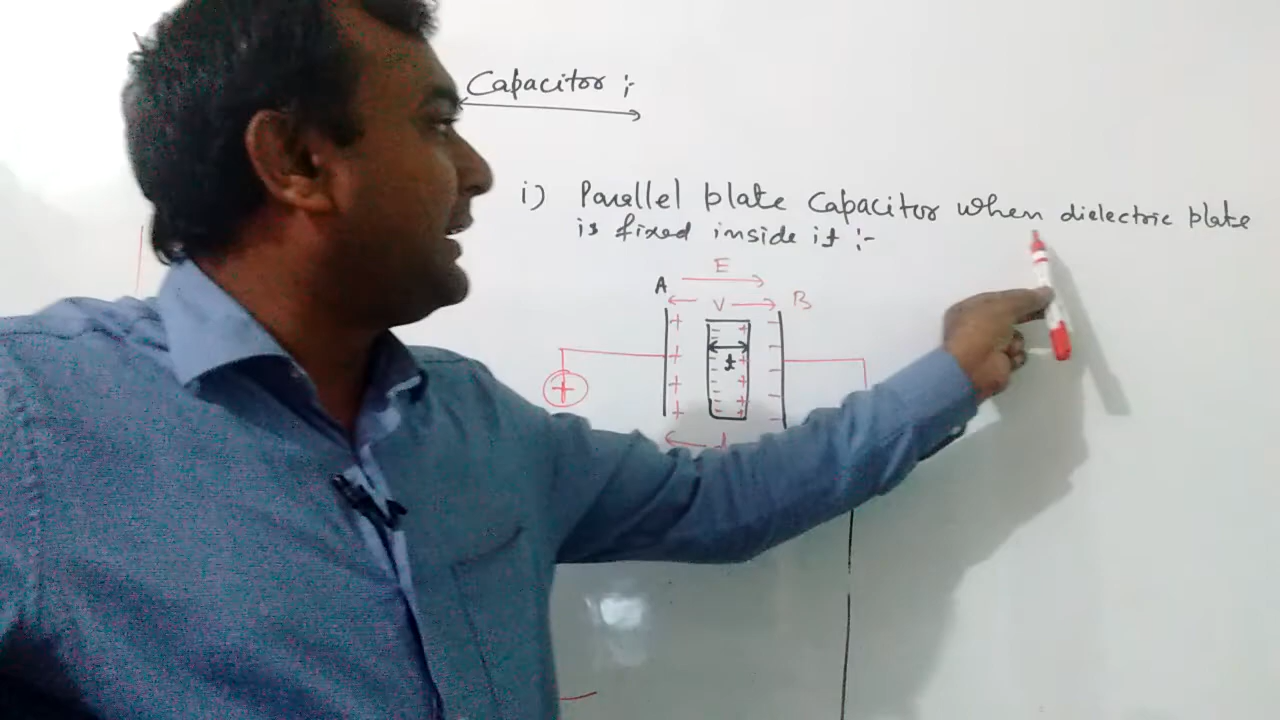 Capacitor :-
i) Parallel plate Capacitor when dielectric plate
is fixed inside it :-
E
A V B
+ - + -
t
+ - + -
+ - + -
+ - + -
d